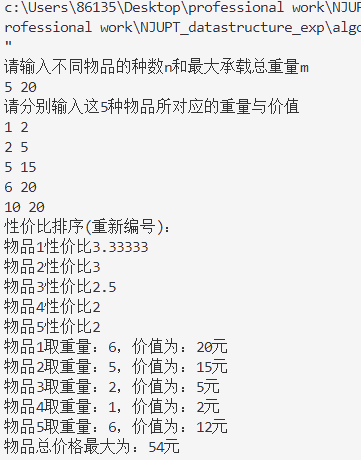 c:\Users\86135\Desktop\professional work\NJUP
rofessional work\NJUPT_datastructure_exp\algo
"
请输入不同物品的种数n和最大承载总重量m
5 20
请分别输入这5种物品所对应的重量与价值
1 2
2 5
5 15
6 20
10 20
性价比排序(重新编号):
物品1性价比3.33333
物品2性价比3
物品3性价比2.5
物品4性价比2
物品5性价比2
物品1取重量: 6, 价值为: 20元
物品2取重量: 5, 价值为: 15元
物品3取重量: 2, 价值为: 5元
物品4取重量: 1, 价值为: 2元
物品5取重量: 6, 价值为: 12元
物品总价格最大为: 54元